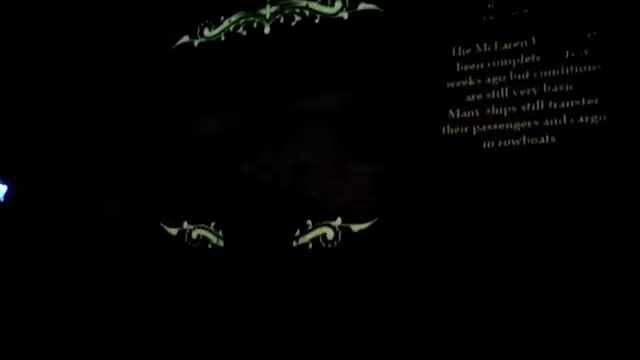 The McLaren
been complete
weeks ago but conditions
are still very basic
Many ships still transfer
their passengers and cargo
in rowboats